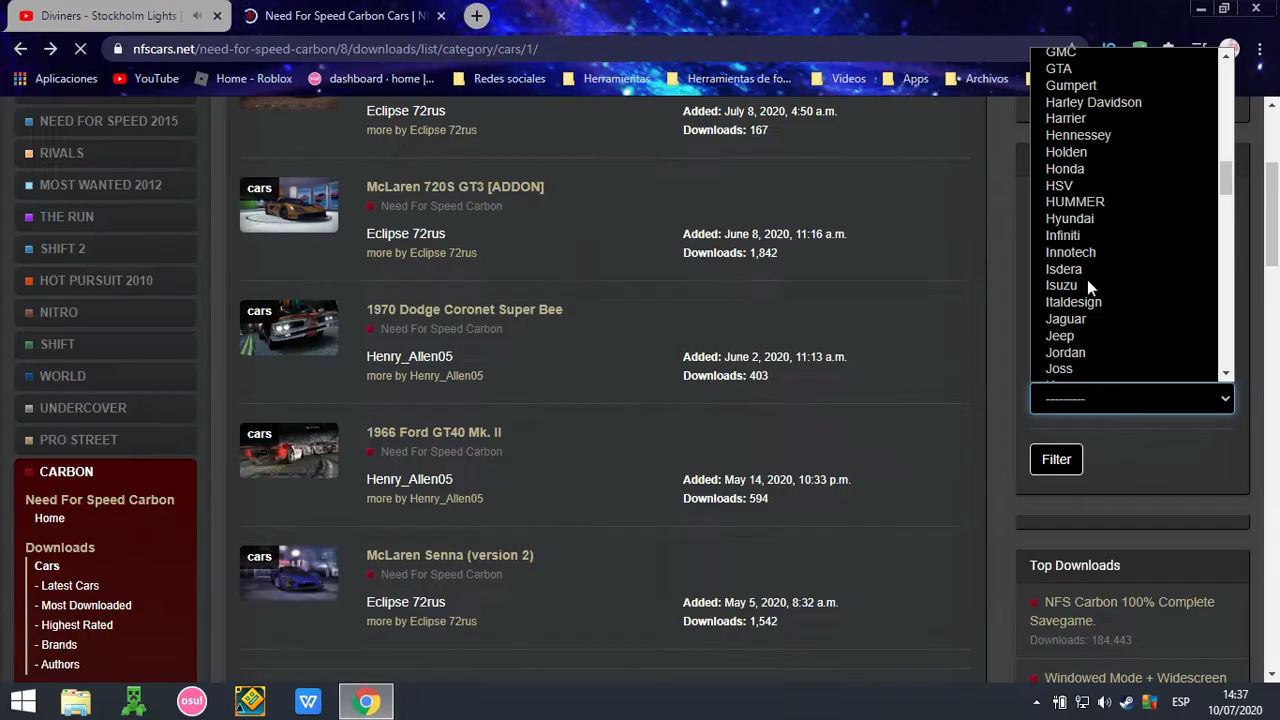 Diviners - Stockholm Lights |
Need For Speed Carbon Cars | N
nfscars.net/need-for-speed-carbon/8/downloads/list/category/cars/1/
Aplicaciones
YouTube
Home - Roblox
dashboard · home |...
Redes sociales
Herramientas
Herramientas de fo...
Videos
Apps
Archivos
NEED FOR SPEED 2015
RIVALS
MOST WANTED 2012
THE RUN
SHIFT 2
HOT PURSUIT 2010
NITRO
SHIFT
WORLD
UNDERCOVER
PRO STREET
CARBON
Need For Speed Carbon
Home
Downloads
Cars
- Latest Cars
- Most Downloaded
- Highest Rated
- Brands
- Authors
Eclipse 72rus
more by Eclipse 72rus
Added: July 8, 2020, 4:50 a.m.
Downloads: 167
cars
McLaren 720S GT3 [ADDON]
Need For Speed Carbon
Eclipse 72rus
more by Eclipse 72rus
Added: June 8, 2020, 11:16 a.m.
Downloads: 1,842
cars
1970 Dodge Coronet Super Bee
Need For Speed Carbon
Henry_Allen05
more by Henry_Allen05
Added: June 2, 2020, 11:13 a.m.
Downloads: 403
cars
1966 Ford GT40 Mk. II
Need For Speed Carbon
Henry_Allen05
more by Henry_Allen05
Added: May 14, 2020, 10:33 p.m.
Downloads: 594
cars
McLaren Senna (version 2)
Need For Speed Carbon
Eclipse 72rus
more by Eclipse 72rus
Added: May 5, 2020, 8:32 a.m.
Downloads: 1,542
GMC
GTA
Gumpert
Harley Davidson
Harrier
Hennessey
Holden
Honda
HSV
HUMMER
Hyundai
Infiniti
Innotech
Isdera
Isuzu
Italdesign
Jaguar
Jeep
Jordan
Joss
---------
Filter
Top Downloads
NFS Carbon 100% Complete
Savegame.
Downloads: 184,443
Windowed Mode + Widescreen
osu!
W
ESP
14:37
10/07/2020